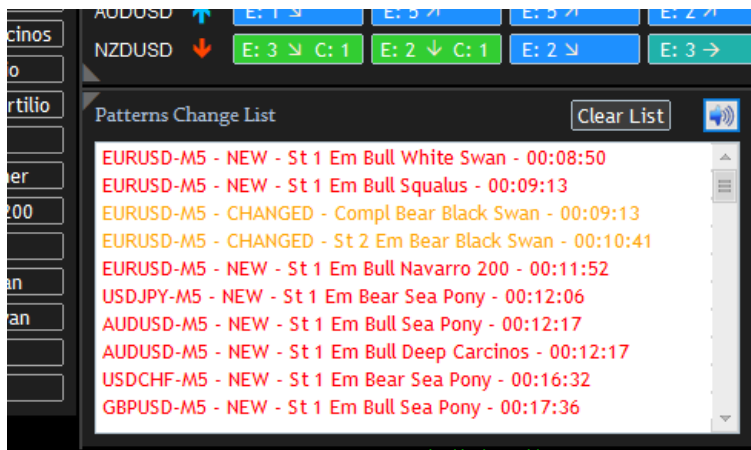 AUDUSD E: 1 ↘ E: 5 ↗ E: 5 ↗ E: 2 ↗
cinos NZDUSD E: 3 ↘ C: 1 E: 2 ↓ C: 1 E: 2 ↘ E: 3 →
rtilio Patterns Change List Clear List
EURUSD-M5 - NEW - St 1 Em Bull White Swan - 00:08:50
EURUSD-M5 - NEW - St 1 Em Bull Squalus - 00:09:13
200 EURUSD-M5 - CHANGED - Compl Bear Black Swan - 00:09:13
EURUSD-M5 - CHANGED - St 2 Em Bear Black Swan - 00:10:41
EURUSD-M5 - NEW - St 1 Em Bull Navarro 200 - 00:11:52
USDJPY-M5 - NEW - St 1 Em Bear Sea Pony - 00:12:06
AUDUSD-M5 - NEW - St 1 Em Bull Sea Pony - 00:12:17
AUDUSD-M5 - NEW - St 1 Em Bull Deep Carcinos - 00:12:17
USDCHF-M5 - NEW - St 1 Em Bear Sea Pony - 00:16:32
GBPUSD-M5 - NEW - St 1 Em Bull Sea Pony - 00:17:36